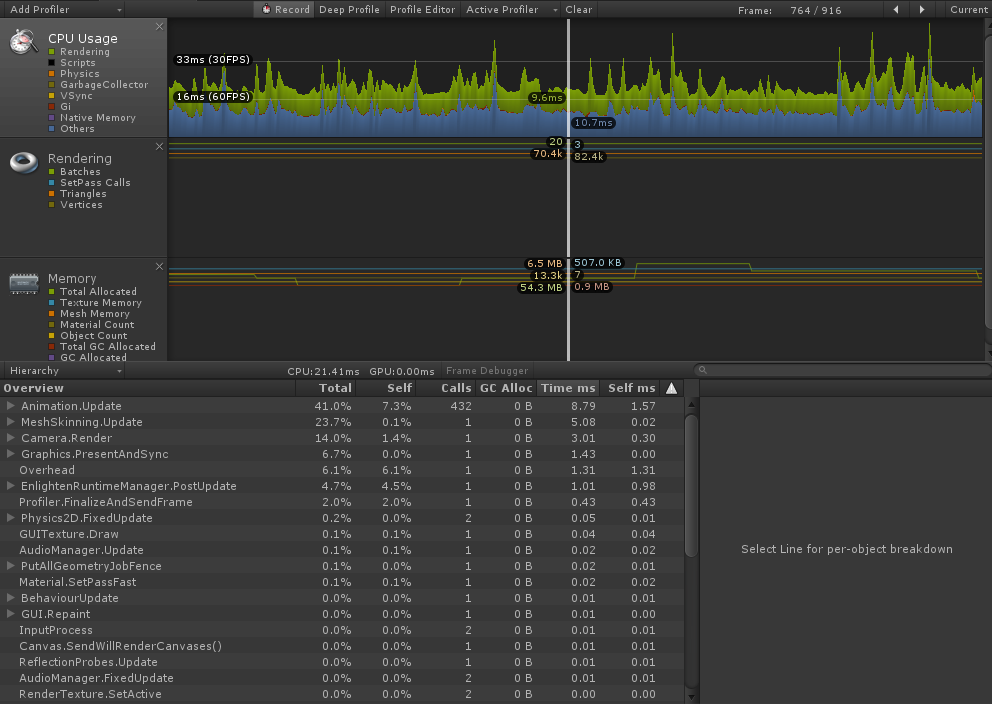 Add Profiler Record Deep Profile Profile Editor Active Profiler Clear Frame: 764 / 916 Current
CPU Usage
Rendering
Scripts
Physics
GarbageCollector
VSync
Gi
Native Memory
Others
33ms (30FPS)
16ms (60FPS)
9.6ms
10.7ms
Rendering
Batches
SetPass Calls
Triangles
Vertices
20 3
70.4k 82.4k
Memory
Total Allocated
Texture Memory
Mesh Memory
Material Count
Object Count
Total GC Allocated
GC Allocated
6.5 MB 507.0 KB
13.3k 7
54.3 MB 0.9 MB
Hierarchy CPU:21.41ms GPU:0.00ms Frame Debugger
Overview Total Self Calls GC Alloc Time ms Self ms
Animation.Update 41.0% 7.3% 432 0 B 8.79 1.57
MeshSkinning.Update 23.7% 0.1% 1 0 B 5.08 0.02
Camera.Render 14.0% 1.4% 1 0 B 3.01 0.30
Graphics.PresentAndSync 6.7% 0.0% 1 0 B 1.43 0.00
Overhead 6.1% 6.1% 1 0 B 1.31 1.31
EnlightenRuntimeManager.PostUpdate 4.7% 4.5% 1 0 B 1.01 0.98
Profiler.FinalizeAndSendFrame 2.0% 2.0% 1 0 B 0.43 0.43
Physics2D.FixedUpdate 0.2% 0.0% 2 0 B 0.05 0.01
GUITexture.Draw 0.1% 0.1% 1 0 B 0.04 0.04
AudioManager.Update 0.1% 0.1% 1 0 B 0.02 0.02
PutAllGeometryJobFence 0.1% 0.0% 1 0 B 0.02 0.01
Material.SetPassFast 0.1% 0.1% 1 0 B 0.02 0.02
BehaviourUpdate 0.0% 0.0% 1 0 B 0.01 0.01
GUI.Repaint 0.0% 0.0% 1 0 B 0.01 0.00
InputProcess 0.0% 0.0% 2 0 B 0.01 0.01
Canvas.SendWillRenderCanvases() 0.0% 0.0% 1 0 B 0.01 0.01
ReflectionProbes.Update 0.0% 0.0% 1 0 B 0.01 0.01
AudioManager.FixedUpdate 0.0% 0.0% 2 0 B 0.01 0.01
RenderTexture.SetActive 0.0% 0.0% 2 0 B 0.00 0.00
Select Line for per-object breakdown